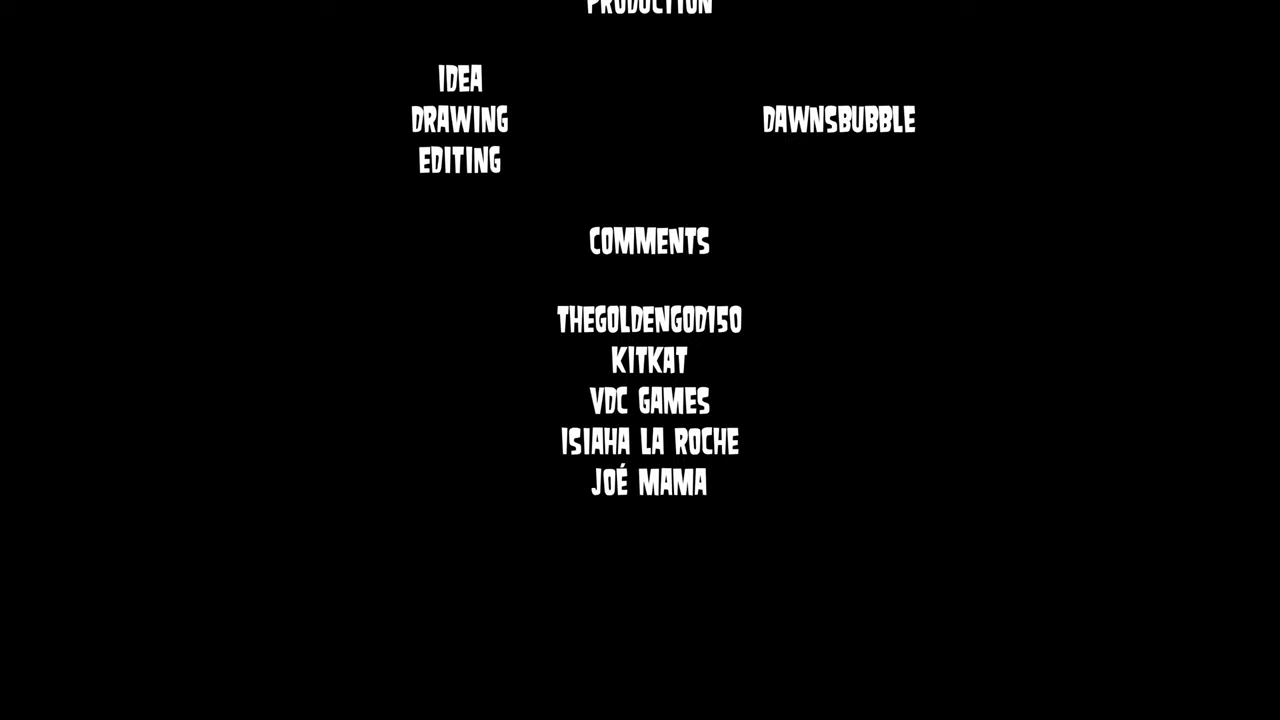 PRODUCTION
IDEA
DRAWING DAWNSBUBBLE
EDITING
COMMENTS
THEGOLDENGOD150
KITKAT
VDC GAMES
ISIAHA LA ROCHE
JOÉ MAMA